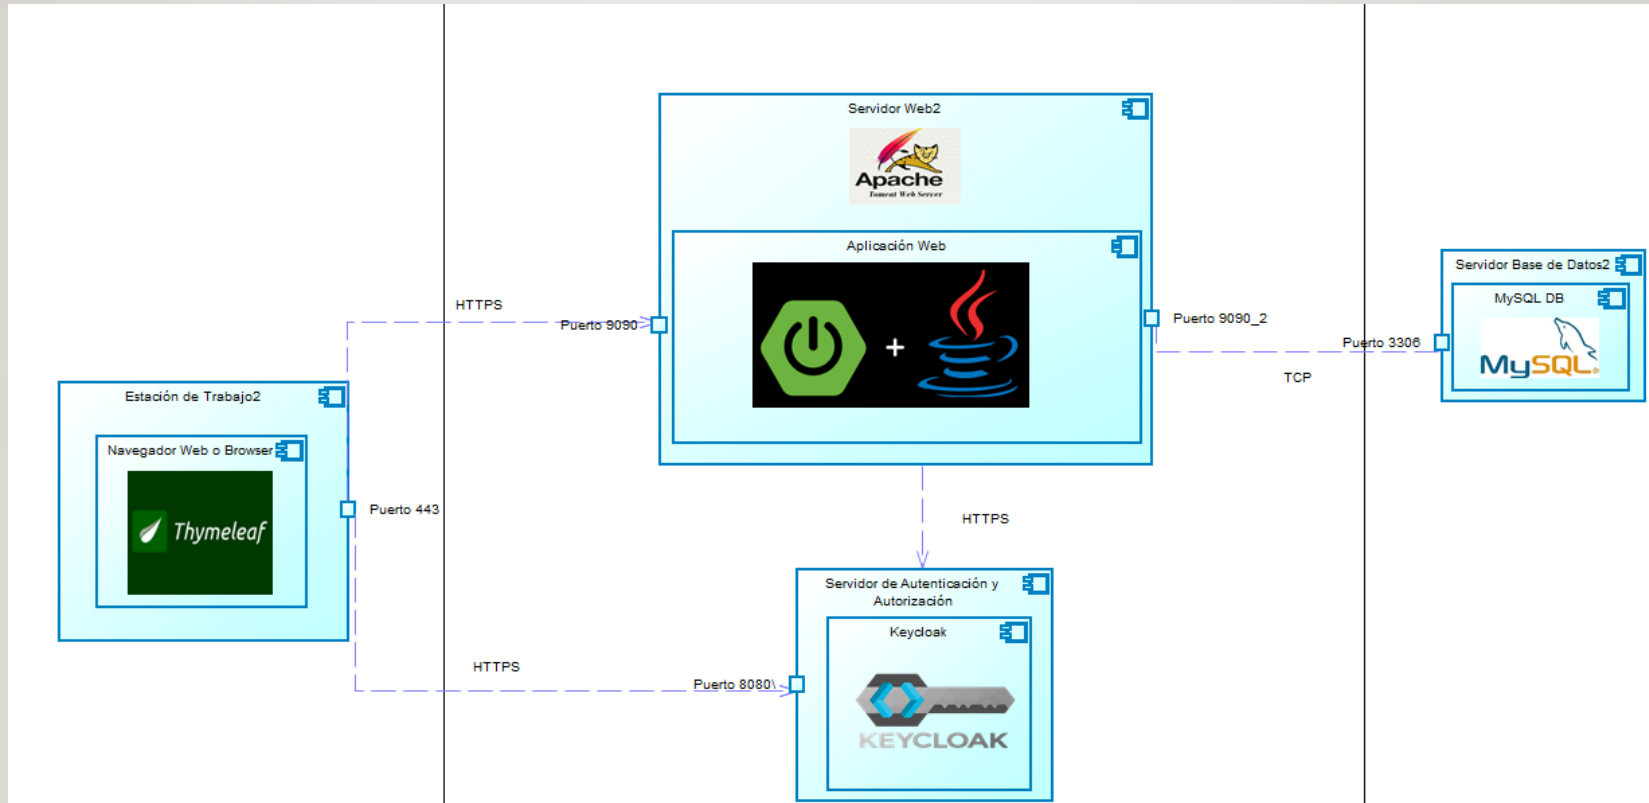 Servidor Web2
Apache
Tomcat Web Server
Aplicación Web
HTTPS
Puerto 9090
Puerto 9090_2
Servidor Base de Datos2
MySQL DB
MySQL
Puerto 3306
TCP
Estación de Trabajo2
Navegador Web o Browser
Thymeleaf
Puerto 443
HTTPS
Servidor de Autenticación y
Autorización
Keycloak
KEYCLOAK
HTTPS
Puerto 8080\